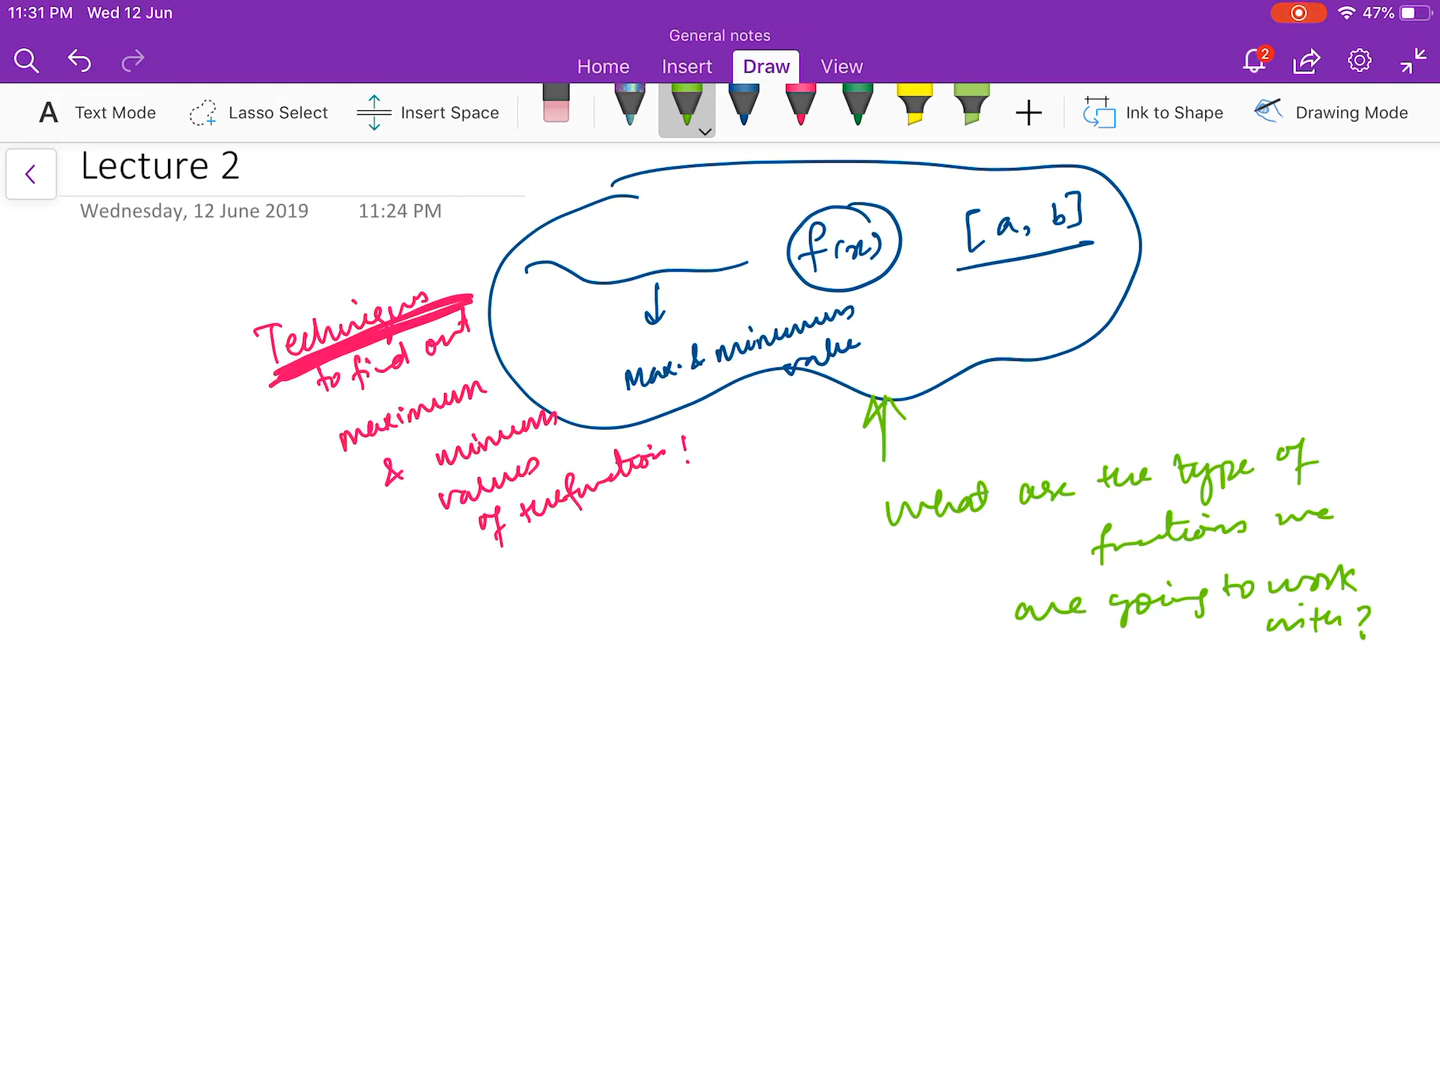 11:31 PM Wed 12 Jun
47%
General notes
Home Insert Draw View
2
A Text Mode Lasso Select Insert Space Ink to Shape Drawing Mode
Lecture 2
Wednesday, 12 June 2019 11:24 PM
f(x) [a, b]
Max. & minimums
value
Techniques
to find out
maximum
& minimum
values
of the function!
What are the type of
functions we
are going to work
with?